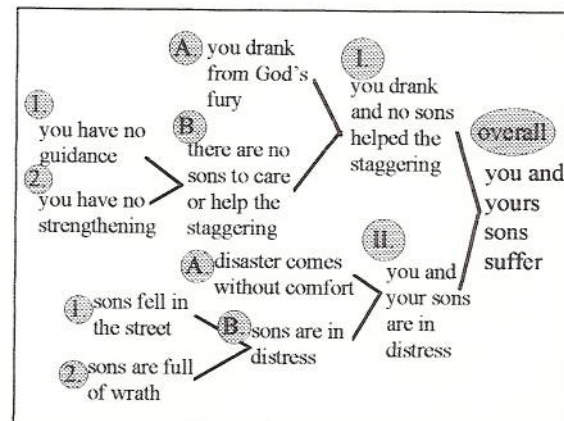 A. you drank
from God's
fury
I.
you drank
and no sons
helped the
staggering
overall
you and
yours
sons
suffer
1.
you have no
guidance
2.
you have no
strengthening
B.
there are no
sons to care
or help the
staggering
II.
you and
your sons
are in
distress
A. disaster comes
without comfort
1. sons fell in
the street
B. sons are in
distress
2. sons are full
of wrath